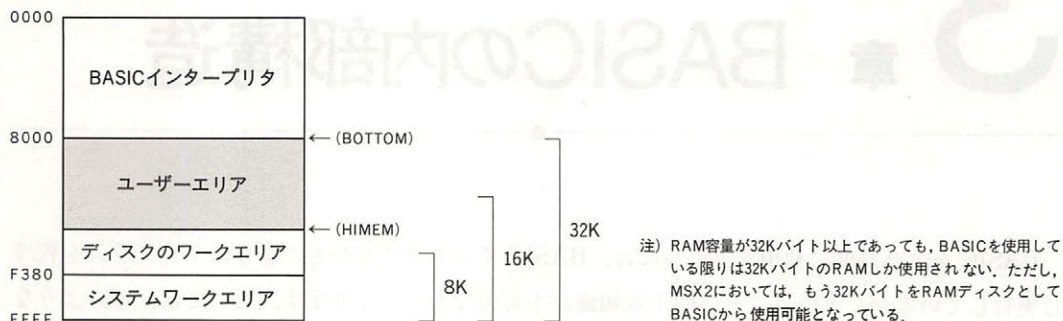 0000
BASICインタープリタ
8000
←(BOTTOM)
ユーザーエリア
←(HIMEM)
ディスクのワークエリア
F380
システムワークエリア
FFFF
8K
16K
32K
注) RAM容量が32Kバイト以上であっても,BASICを使用して
いる限りは32KバイトのRAMしか使用されない。ただし,
MSX2においては,もう32KバイトをRAMディスクとして
BASICから使用可能となっている.